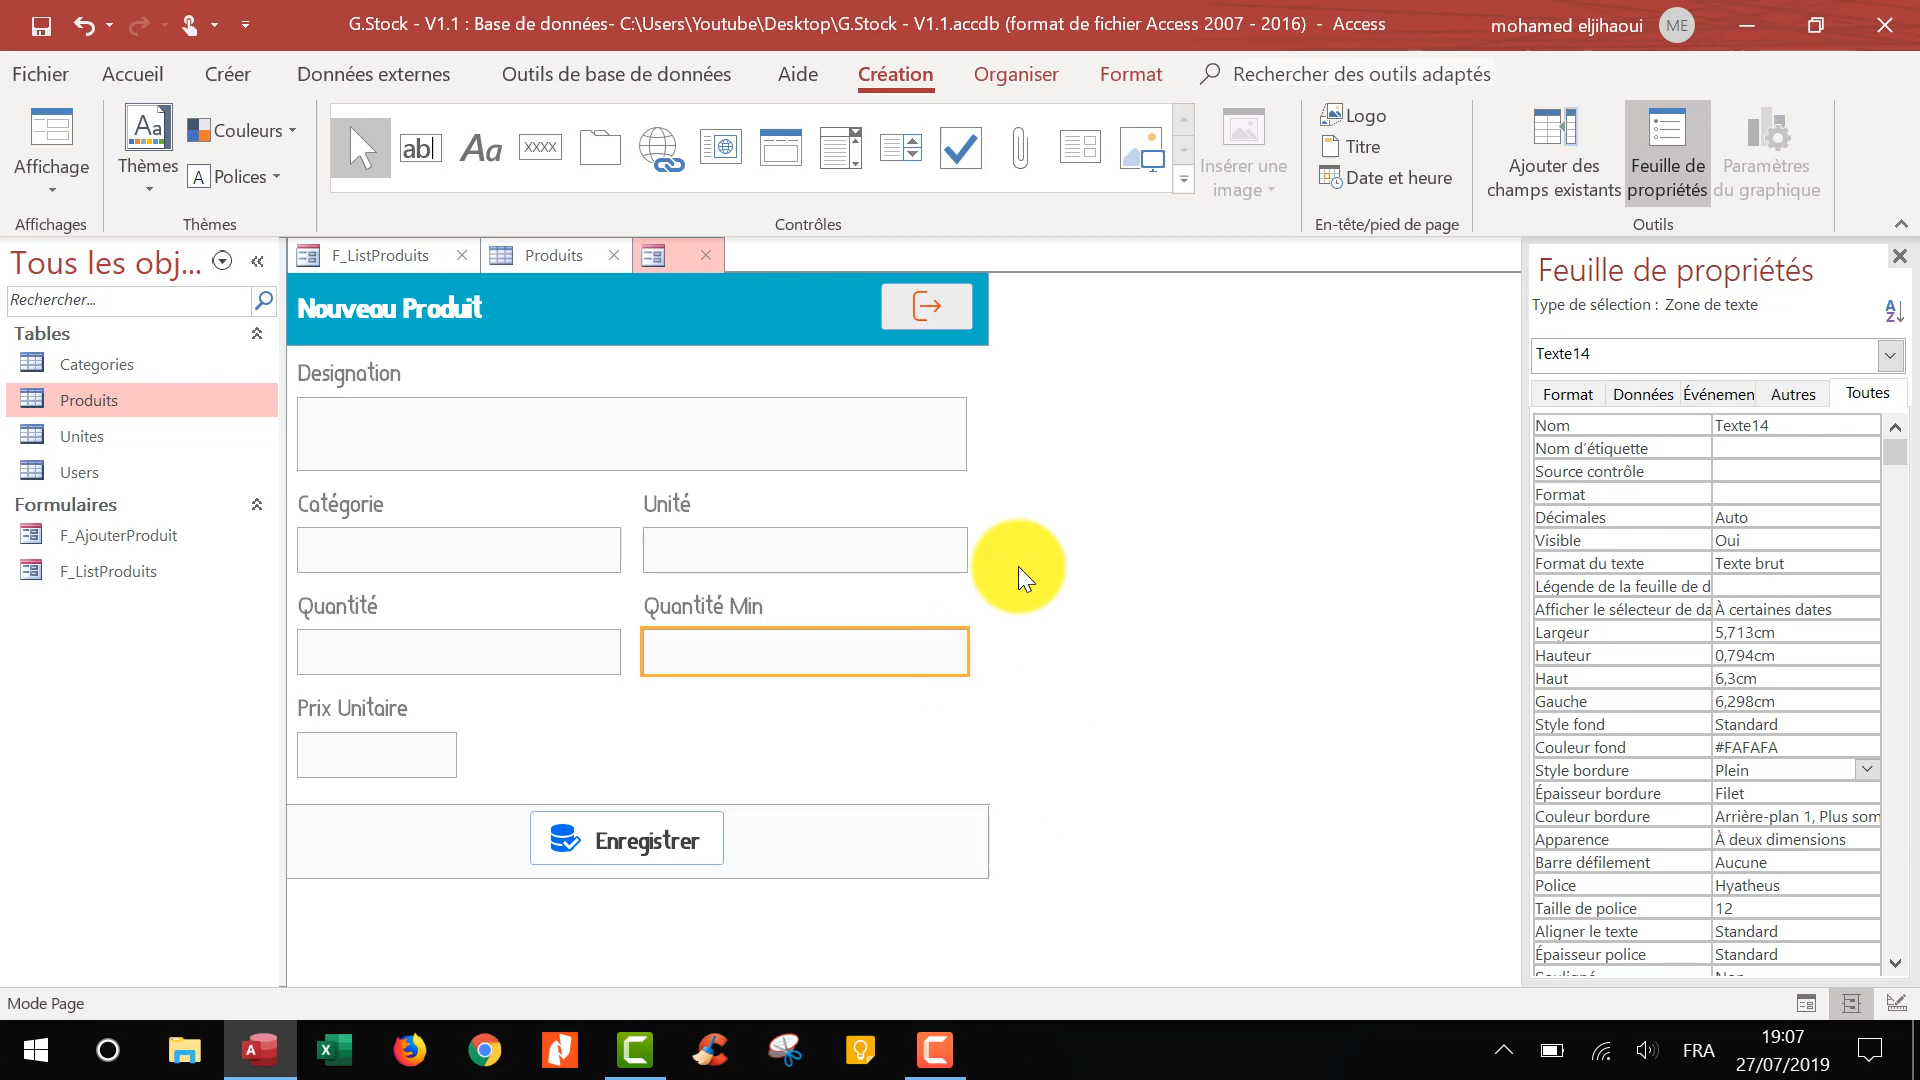 G.Stock - V1.1 : Base de données- C:\Users\Youtube\Desktop\G.Stock - V1.1.accdb (format de fichier Access 2007 - 2016) - Access
mohamed eljihaoui
ME
Fichier
Accueil
Créer
Données externes
Outils de base de données
Aide
Création
Organiser
Format
Rechercher des outils adaptés
Affichage
Aa
Thèmes
Couleurs
A Polices
ab|
Aa
XXXX
Insérer une
image
Logo
Titre
Date et heure
Ajouter des
champs existants
Feuille de
propriétés
Paramètres
du graphique
Affichages
Thèmes
Contrôles
En-tête/pied de page
Outils
Tous les obj...
Rechercher...
Tables
Categories
Produits
Unites
Users
Formulaires
F_AjouterProduit
F_ListProduits
F_ListProduits
Produits
Nouveau Produit
Designation
Catégorie
Unité
Quantité
Quantité Min
Prix Unitaire
Enregistrer
Feuille de propriétés
Type de sélection : Zone de texte
AZ
Texte14
Format
Données
Événemen
Autres
Toutes
Nom Texte14
Nom d'étiquette
Source contrôle
Format
Décimales Auto
Visible Oui
Format du texte Texte brut
Légende de la feuille de d
Afficher le sélecteur de da À certaines dates
Largeur 5,713cm
Hauteur 0,794cm
Haut 6,3cm
Gauche 6,298cm
Style fond Standard
Couleur fond #FAFAFA
Style bordure Plein
Épaisseur bordure Filet
Couleur bordure Arrière-plan 1, Plus som
Apparence À deux dimensions
Barre défilement Aucune
Police Hyatheus
Taille de police 12
Aligner le texte Standard
Épaisseur police Standard
Mode Page
FRA
19:07
27/07/2019